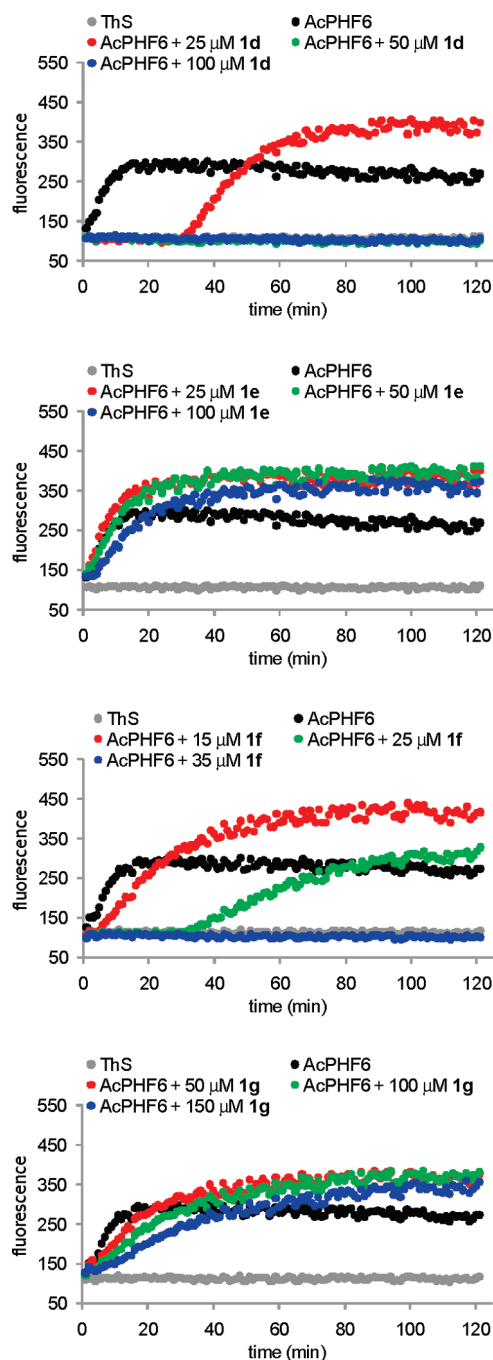 ThS AcPHF6
AcPHF6 + 25 μM 1d AcPHF6 + 50 μM 1d
AcPHF6 + 100 μM 1d
fluorescence
450
350
250
150
50
0 20 40 60 80 100 120
time (min)
ThS AcPHF6
AcPHF6 + 25 μM 1e AcPHF6 + 50 μM 1e
AcPHF6 + 100 μM 1e
fluorescence
550
450
350
250
150
50
0 20 40 60 80 100 120
time (min)
ThS AcPHF6
AcPHF6 + 15 μM 1f AcPHF6 + 25 μM 1f
AcPHF6 + 35 μM 1f
fluorescence
550
450
350
250
150
50
0 20 40 60 80 100 120
time (min)
ThS AcPHF6
AcPHF6 + 50 μM 1g AcPHF6 + 100 μM 1g
AcPHF6 + 150 μM 1g
fluorescence
550
450
350
250
150
50
0 20 40 60 80 100 120
time (min)